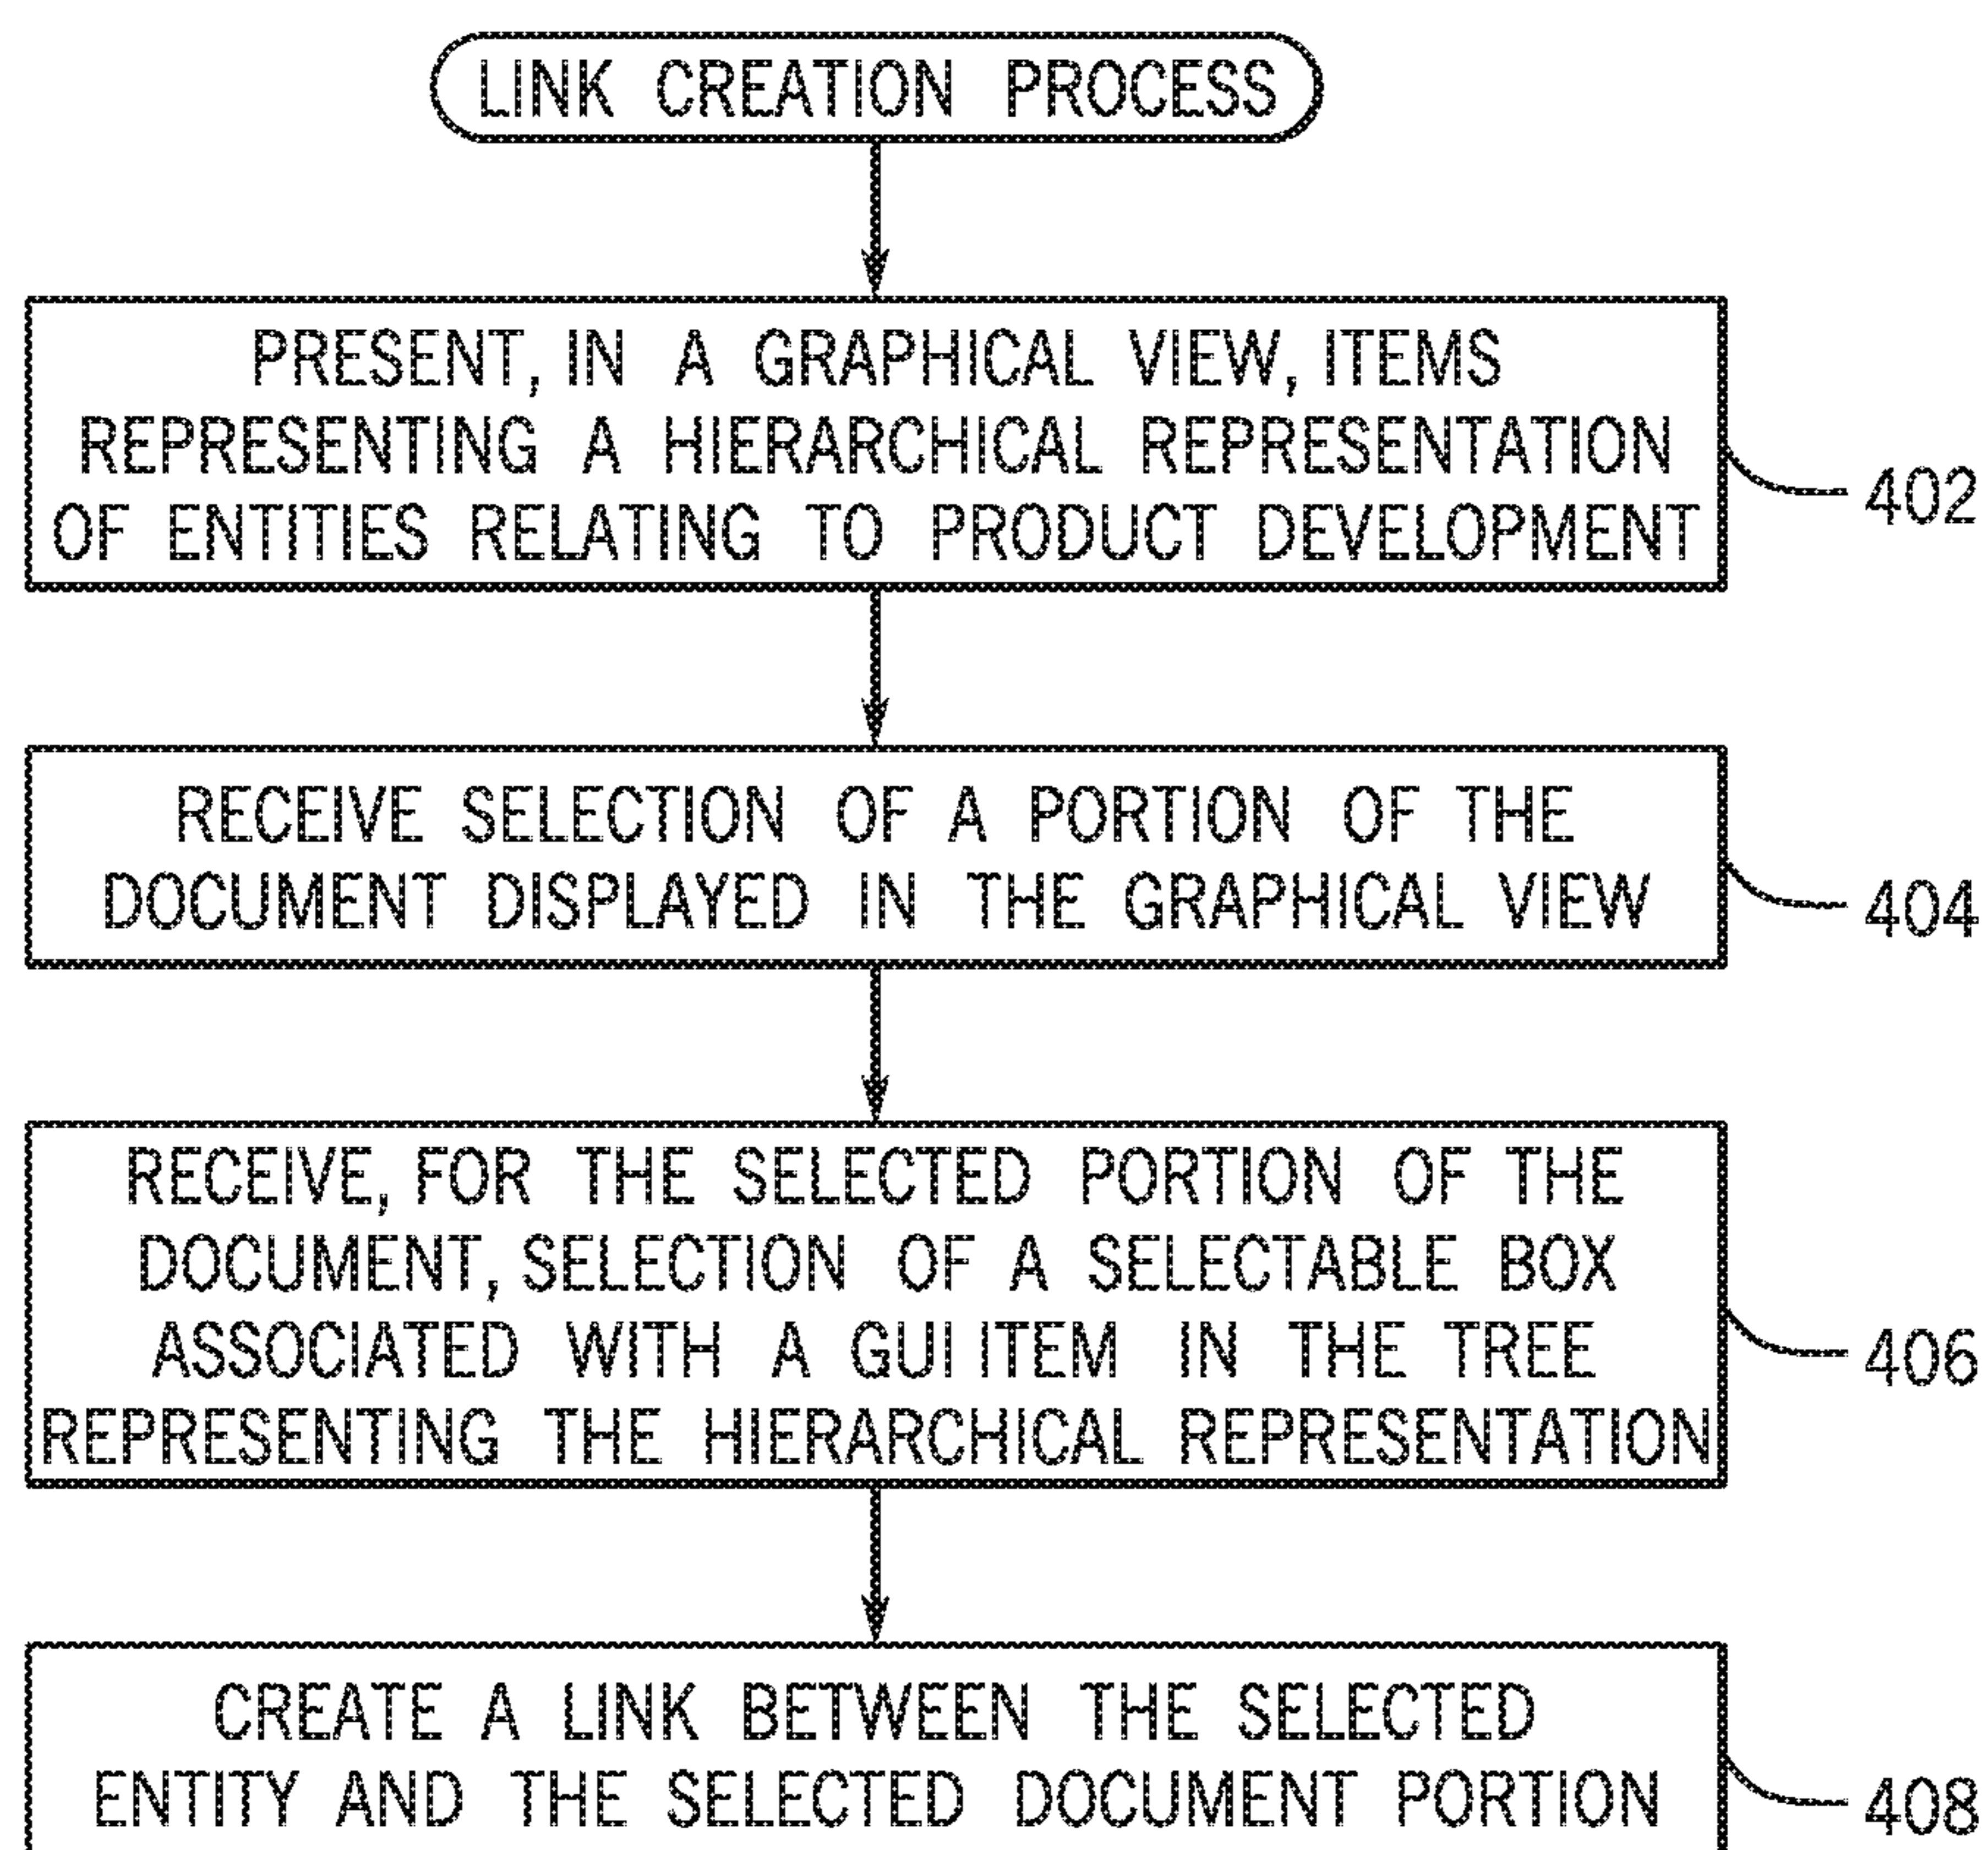 LINK CREATION PROCESS
PRESENT, IN A GRAPHICAL VIEW, ITEMS
REPRESENTING A HIERARCHICAL REPRESENTATION
OF ENTITIES RELATING TO PRODUCT DEVELOPMENT
402
RECEIVE SELECTION OF A PORTION OF THE
DOCUMENT DISPLAYED IN THE GRAPHICAL VIEW
404
RECEIVE, FOR THE SELECTED PORTION OF THE
DOCUMENT, SELECTION OF A SELECTABLE BOX
ASSOCIATED WITH A GUI ITEM IN THE TREE
REPRESENTING THE HIERARCHICAL REPRESENTATION
406
CREATE A LINK BETWEEN THE SELECTED
ENTITY AND THE SELECTED DOCUMENT PORTION
408